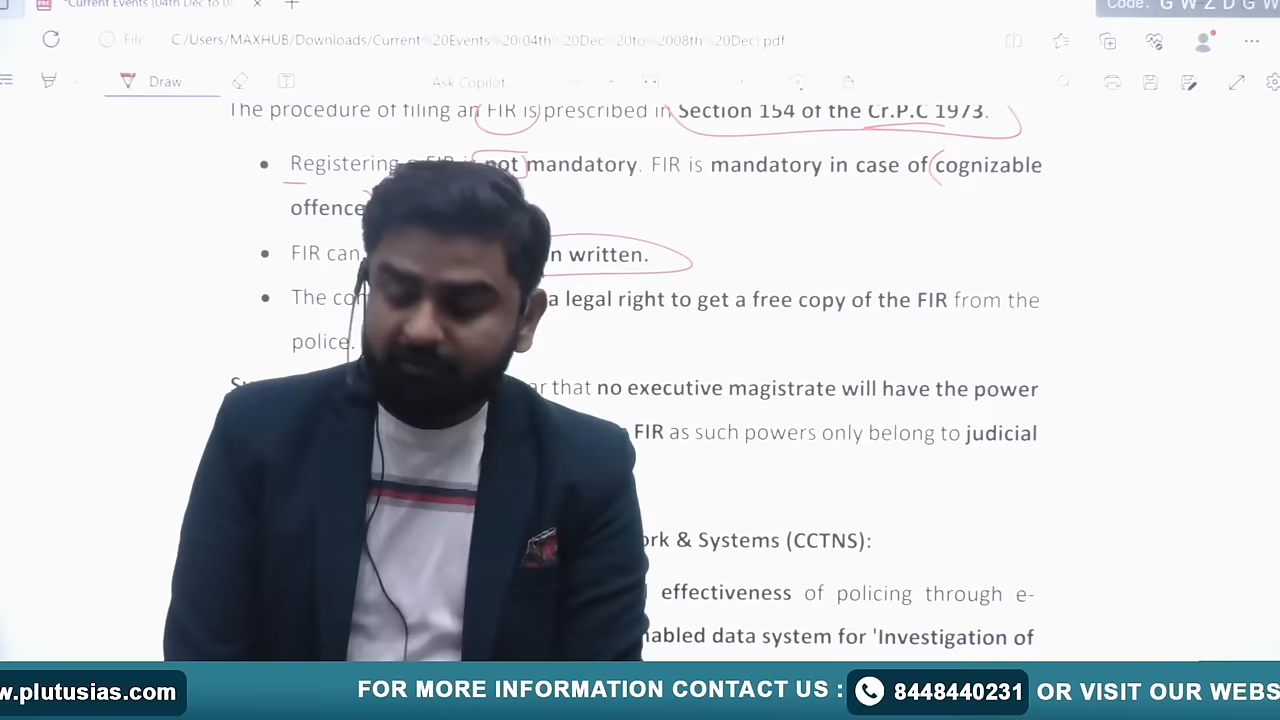 Current Events (04th Dec to
Code: G W Z D G W
File
C:/Users/MAXHUB/Downloads/Current%20Events%20(04th%20Dec%20to%2008th%20Dec).pdf
Draw
Ask Copilot
The procedure of filing an FIR is prescribed in Section 154 of the Cr.P.C 1973.
Registering FIR is not mandatory. FIR is mandatory in case of cognizable
offence
FIR can written.
The a legal right to get a free copy of the FIR from the
police.
that no executive magistrate will have the power
FIR as such powers only belong to judicial
& Systems (CCTNS):
effectiveness of policing through e-
data system for 'Investigation of
w.plutusias.com
FOR MORE INFORMATION CONTACT US : 8448440231 OR VISIT OUR WEBS